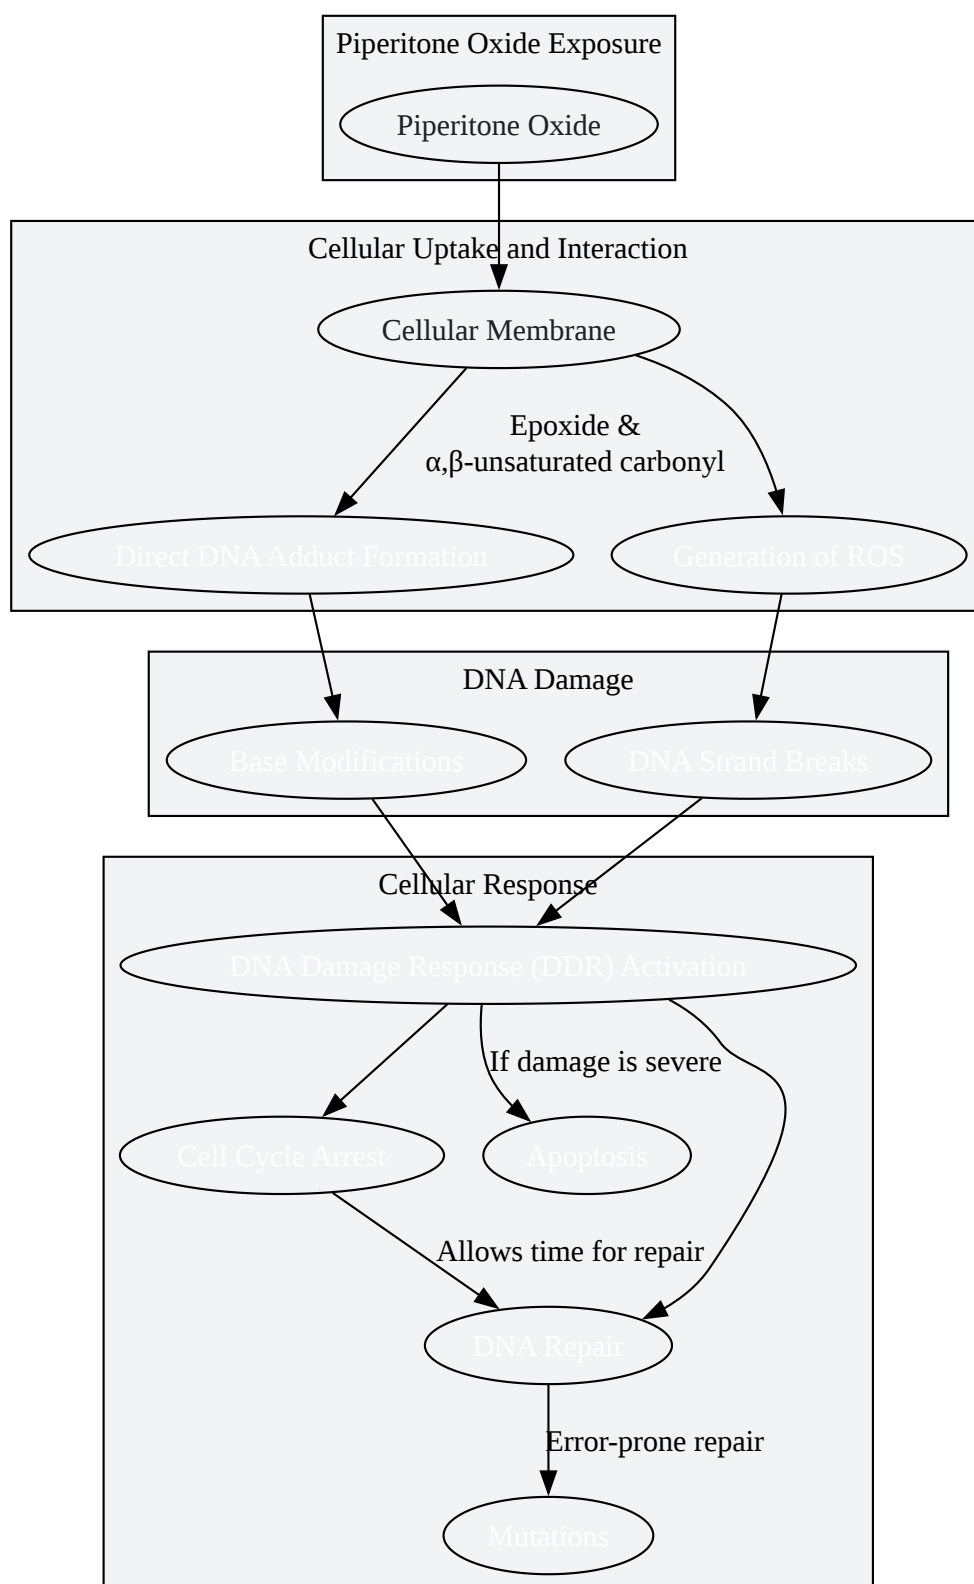 Piperitone Oxide Exposure
Piperitone Oxide
Cellular Uptake and Interaction
Cellular Membrane
Epoxide &
α,β-unsaturated carbonyl
Direct DNA Adduct Formation
Generation of ROS
DNA Damage
Base Modifications
DNA Strand Breaks
Cellular Response
DNA Damage Response (DDR) Activation
If damage is severe
Cell Cycle Arrest
Apoptosis
Allows time for repair
DNA Repair
Error-prone repair
Mutations